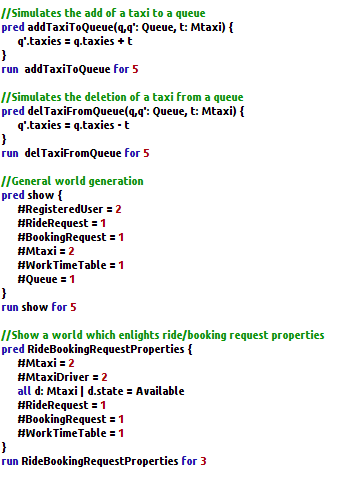 //Simulates the add of a taxi to a queue
pred addTaxiToQueue(q,q': Queue, t: Mtaxi) {
q'.taxies = q.taxies + t
}
run addTaxiToQueue for 5
//Simulates the deletion of a taxi from a queue
pred delTaxiFromQueue(q,q': Queue, t: Mtaxi) {
q'.taxies = q.taxies - t
}
run delTaxiFromQueue for 5
//General world generation
pred show {
#RegisteredUser = 2
#RideRequest = 1
#BookingRequest = 1
#Mtaxi = 2
#WorkTimeTable = 1
#Queue = 1
}
run show for 5
//Show a world which enlights ride/booking request properties
pred RideBookingRequestProperties {
#Mtaxi = 2
#MtaxiDriver = 2
all d: Mtaxi | d.state = Available
#RideRequest = 1
#BookingRequest = 1
#WorkTimeTable = 1
}
run RideBookingRequestProperties for 3